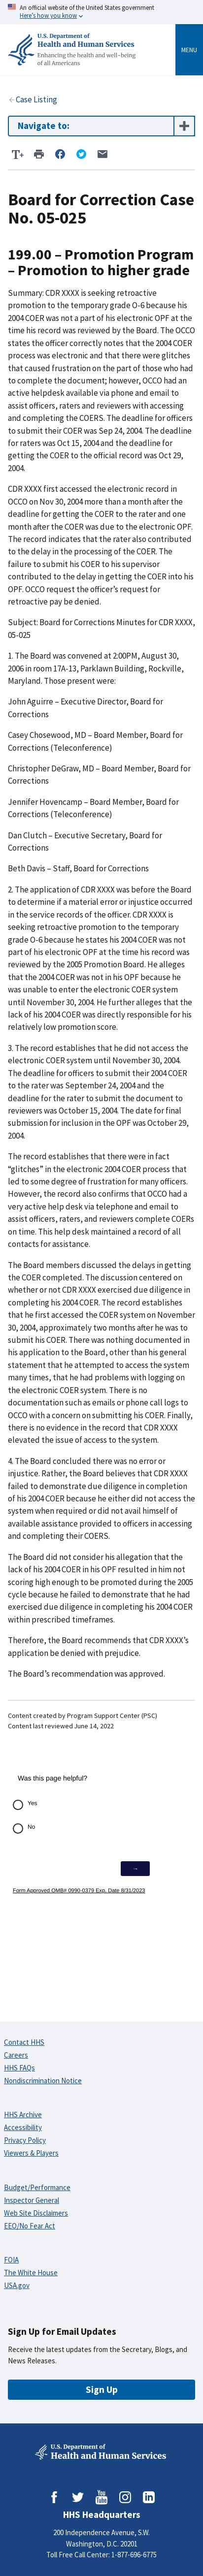 An official website of the United States government
Here's how you know
U.S. Department of
Health and Human Services
Enhancing the health and well-being
of all Americans
MENU
Case Listing
Navigate to:
T+
Board for Correction Case
No. 05-025
199.00 – Promotion Program
– Promotion to higher grade
Summary: CDR XXXX is seeking retroactive
promotion to the temporary grade O-6 because his
2004 COER was not a part of his electronic OPF at the
time his record was reviewed by the Board. The OCCO
states the officer correctly notes that the 2004 COER
process was electronic and that there were glitches
that caused frustration on the part of those who had
to complete the document; however, OCCO had an
active helpdesk available via phone and email to
assist officers, raters and reviewers with accessing
and completing the COERS. The deadline for officers
to submit their COER was Sep 24, 2004. The deadline
for raters was Oct 15, 2004 and the deadline for
getting the COER to the official record was Oct 29,
2004.
CDR XXXX first accessed the electronic record in
OCCO on Nov 30, 2004 more than a month after the
deadline for getting the COER to the rater and one
month after the COER was due to the electronic OPF.
The record indicates that the rater also contributed
to the delay in the processing of the COER. The
failure to submit his COER to his supervisor
contributed to the delay in getting the COER into his
OPF. OCCO request the officer's request for
retroactive pay be denied.
Subject: Board for Corrections Minutes for CDR XXXX,
05-025
1. The Board was convened at 2:00PM, August 30,
2006 in room 17A-13, Parklawn Building, Rockville,
Maryland. Those present were:
John Aguirre – Executive Director, Board for
Corrections
Casey Chosewood, MD – Board Member, Board for
Corrections (Teleconference)
Christopher DeGraw, MD – Board Member, Board for
Corrections
Jennifer Hovencamp – Board Member, Board for
Corrections (Teleconference)
Dan Clutch – Executive Secretary, Board for
Corrections
Beth Davis – Staff, Board for Corrections
2. The application of CDR XXXX was before the Board
to determine if a material error or injustice occurred
in the service records of the officer. CDR XXXX is
seeking retroactive promotion to the temporary
grade O-6 because he states his 2004 COER was not
part of his electronic OPF at the time his record was
reviewed by the 2005 Promotion Board. He alleges
that the 2004 COER was not in his OPF because he
was unable to enter the electronic COER system
until November 30, 2004. He further alleges that the
lack of his 2004 COER was directly responsible for his
relatively low promotion score.
3. The record establishes that he did not access the
electronic COER system until November 30, 2004.
The deadline for officers to submit their 2004 COER
to the rater was September 24, 2004 and the
deadline for the rater to submit the document to
reviewers was October 15, 2004. The date for final
submission for inclusion in the OPF was October 29,
2004.
The record establishes that there were in fact
"glitches" in the electronic 2004 COER process that
led to some degree of frustration for many officers.
However, the record also confirms that OCCO had a
very active help desk via telephone and email to
assist officers, raters, and reviewers complete COERs
on time. This help desk maintained a record of all
contacts for assistance.
The Board members discussed the delays in getting
the COER completed. The discussion centered on
whether or not CDR XXXX exercised due diligence in
completing his 2004 COER. The record establishes
that he first accessed the COER system on November
30, 2004, approximately two months after he was to
submit his COER. There was nothing in his record or
his application to the Board, other than his general
statement that he attempted to access the system
many times, that he had problems with logging on
the electronic COER system. There is no
documentation such as emails or phone call logs to
OCCO with a concern on submitting his COER. Finally,
there is no evidence in the record that CDR XXXX
elevated the issue of access to the system.
4. The Board concluded there was no error or
injustice. Rather, the Board believes that CDR XXXX
failed to demonstrate due diligence in completion of
his 2004 COER because he either did not access the
system when required or did not avail himself of
available assistance provided to officers in accessing
and completing their COERS.
The Board did not consider his allegation that the
lack of his 2004 COER in his OPF resulted in him not
scoring high enough to be promoted during the 2005
cycle because he failed to demonstrate that he
exercised due diligence in completing his 2004 COER
within prescribed timeframes.
Therefore, the Board recommends that CDR XXXX's
application be denied with prejudice.
The Board's recommendation was approved.
Content created by Program Support Center (PSC)
Content last reviewed June 14, 2022
Was this page helpful?
Yes
No
→
Form Approved OMB# 0990-0379 Exp. Date 8/31/2023
Contact HHS
Careers
HHS FAQs
Nondiscrimination Notice
HHS Archive
Accessibility
Privacy Policy
Viewers & Players
Budget/Performance
Inspector General
Web Site Disclaimers
EEO/No Fear Act
FOIA
The White House
USA.gov
Sign Up for Email Updates
Receive the latest updates from the Secretary, Blogs, and
News Releases.
Sign Up
U.S. Department of
Health and Human Services
HHS Headquarters
200 Independence Avenue, S.W.
Washington, D.C. 20201
Toll Free Call Center: 1-877-696-6775